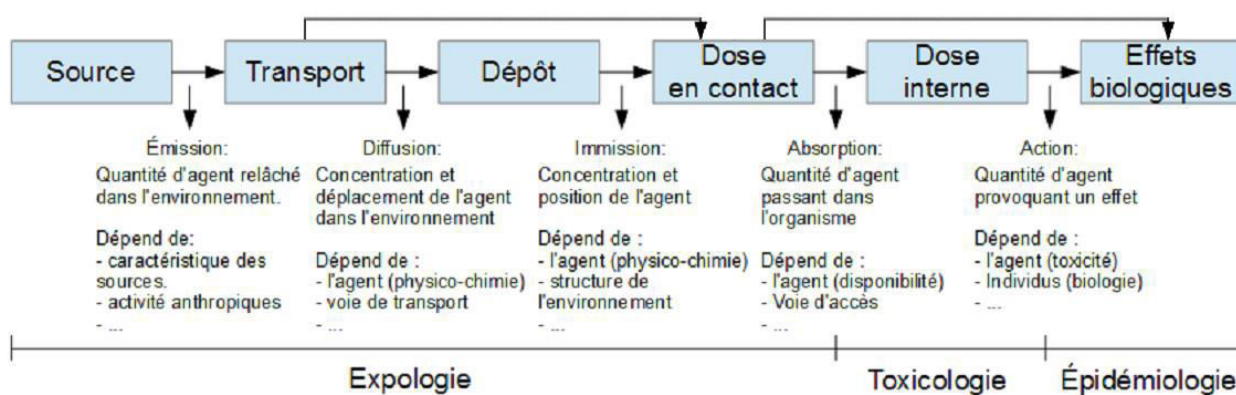 Source
Transport
Dépôt
Dose
en contact
Dose
interne
Effets
biologiques
Émission:
Quantité d'agent relâché
dans l'environnement.
Dépend de:
- caractéristique des
sources.
- activité anthropiques
- ...
Diffusion:
Concentration et
déplacement de l'agent
dans l'environnement
Dépend de :
- l'agent (physico-chimie)
- voie de transport
- ...
Immission:
Concentration et
position de l'agent
Dépend de :
- l'agent (physico-chimie)
- structure de
l'environnement
- ...
Absorption:
Quantité d'agent
passant dans
l'organisme
Dépend de :
- l'agent (disponibilité)
- Voie d'accès
- ...
Action:
Quantité d'agent
provoquant un effet
Dépend de :
- l'agent (toxicité)
- Individus (biologie)
- ...
Expologie
Toxicologie
Épidémiologie